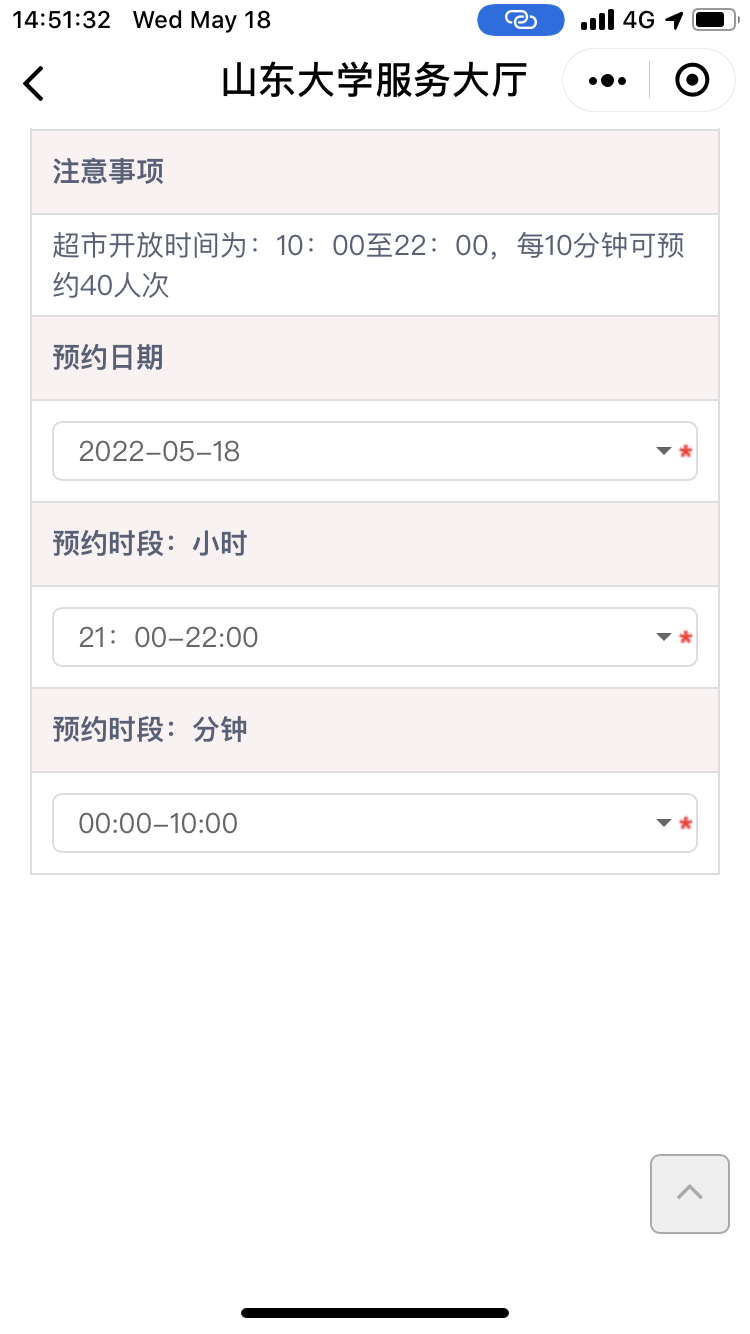 14:51:32 Wed May 18 4G
山东大学服务大厅
注意事项
超市开放时间为：10：00至22：00，每10分钟可预
约40人次
预约日期
2022-05-18 *
预约时段：小时
21：00-22:00 *
预约时段：分钟
00:00-10:00 *